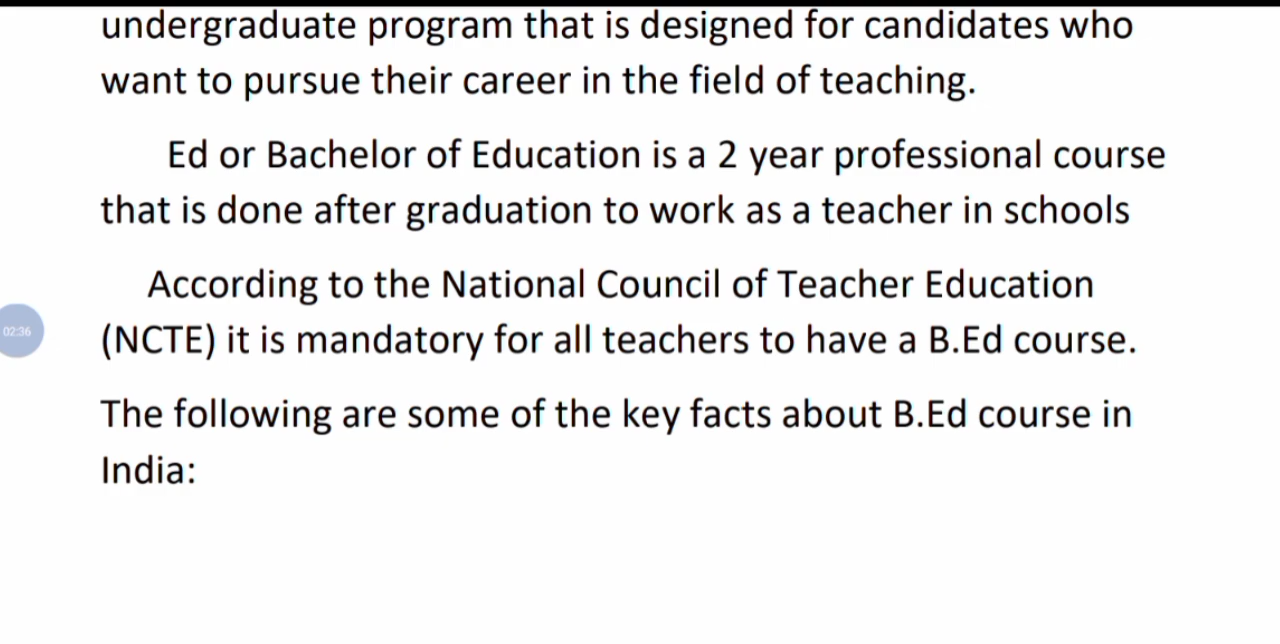 undergraduate program that is designed for candidates who
want to pursue their career in the field of teaching.
Ed or Bachelor of Education is a 2 year professional course
that is done after graduation to work as a teacher in schools
According to the National Council of Teacher Education
02:36
(NCTE) it is mandatory for all teachers to have a B.Ed course.
The following are some of the key facts about B.Ed course in
India: